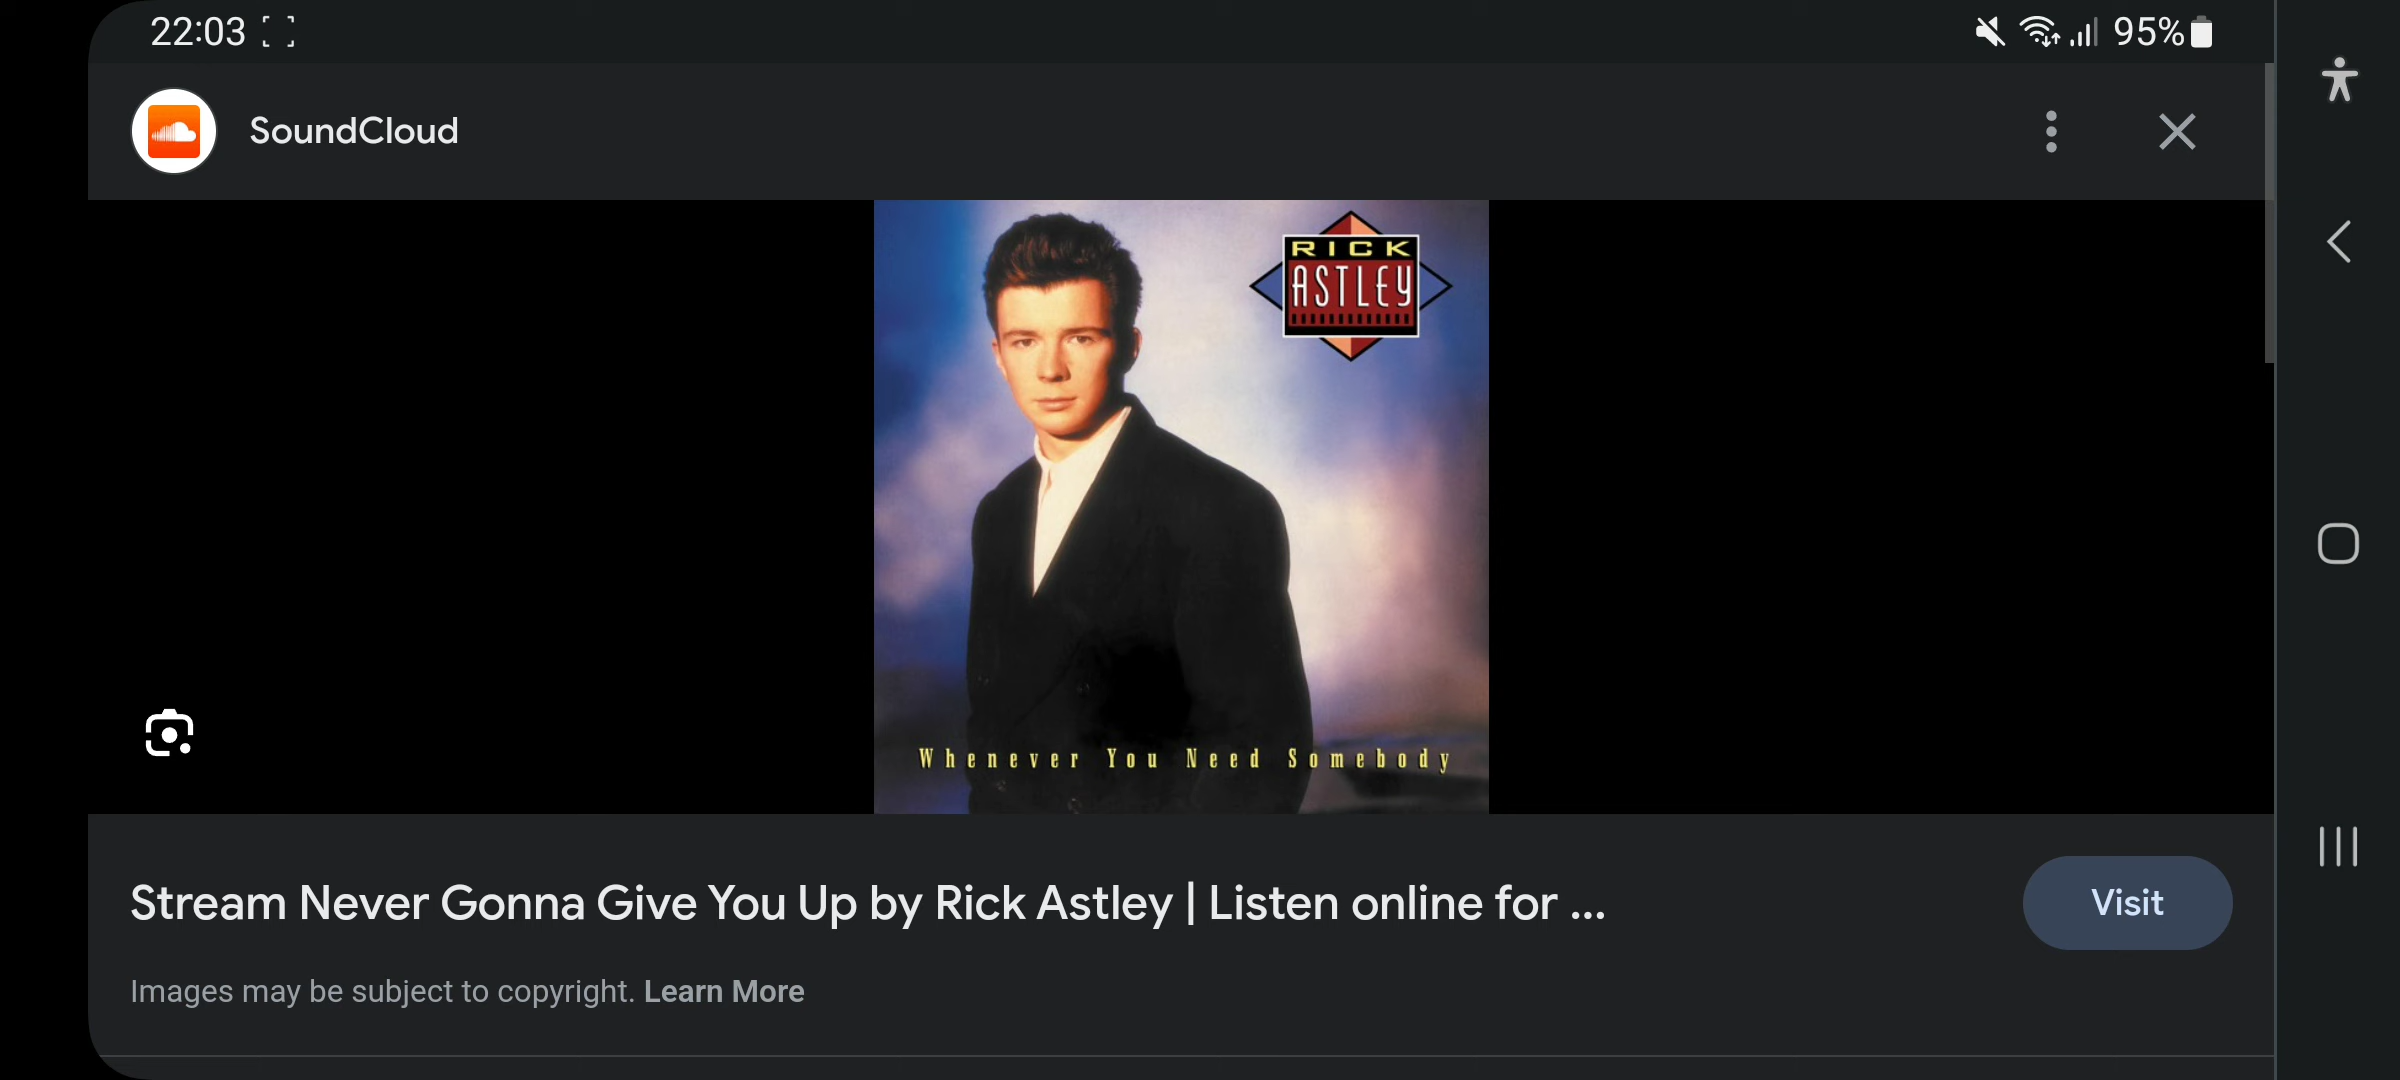 22:03
95%
SoundCloud
RICK
ASTLEY
Whenever You Need Somebody
Stream Never Gonna Give You Up by Rick Astley | Listen online for ...
Visit
Images may be subject to copyright. Learn More